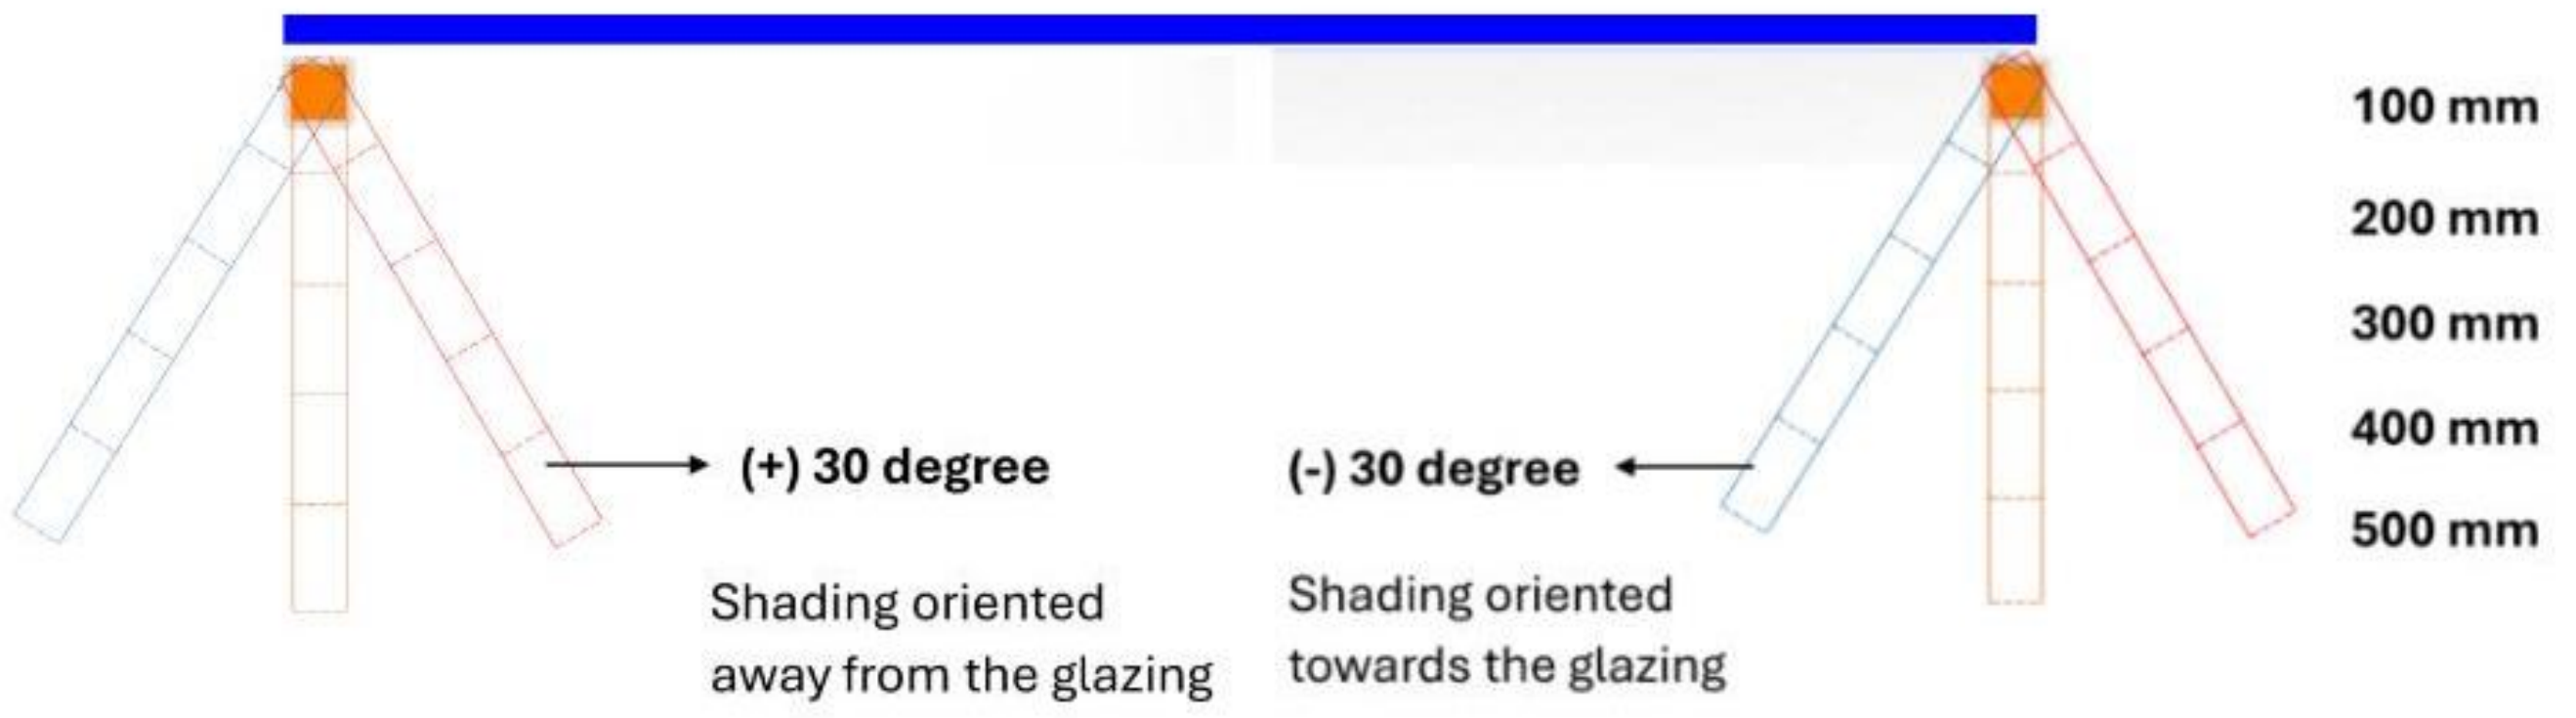 100 mm
200 mm
300 mm
400 mm
(+) 30 degree
(-) 30 degree
500 mm
Shading oriented
away from the glazing
Shading oriented
towards the glazing